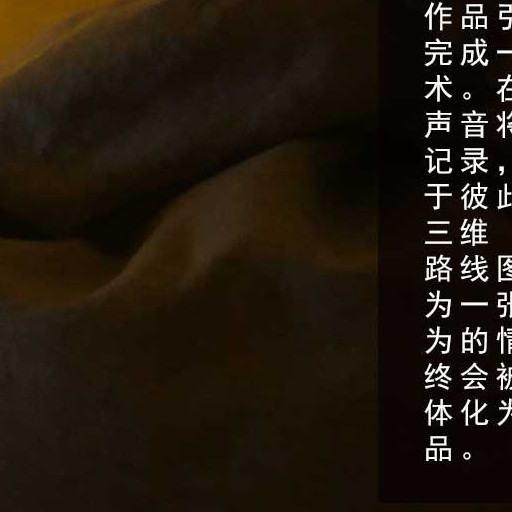 作品引
完成一
术。在
声音将
记录，
于彼此
三维
路线图
为一张
为的情
终会被
体化为
品。